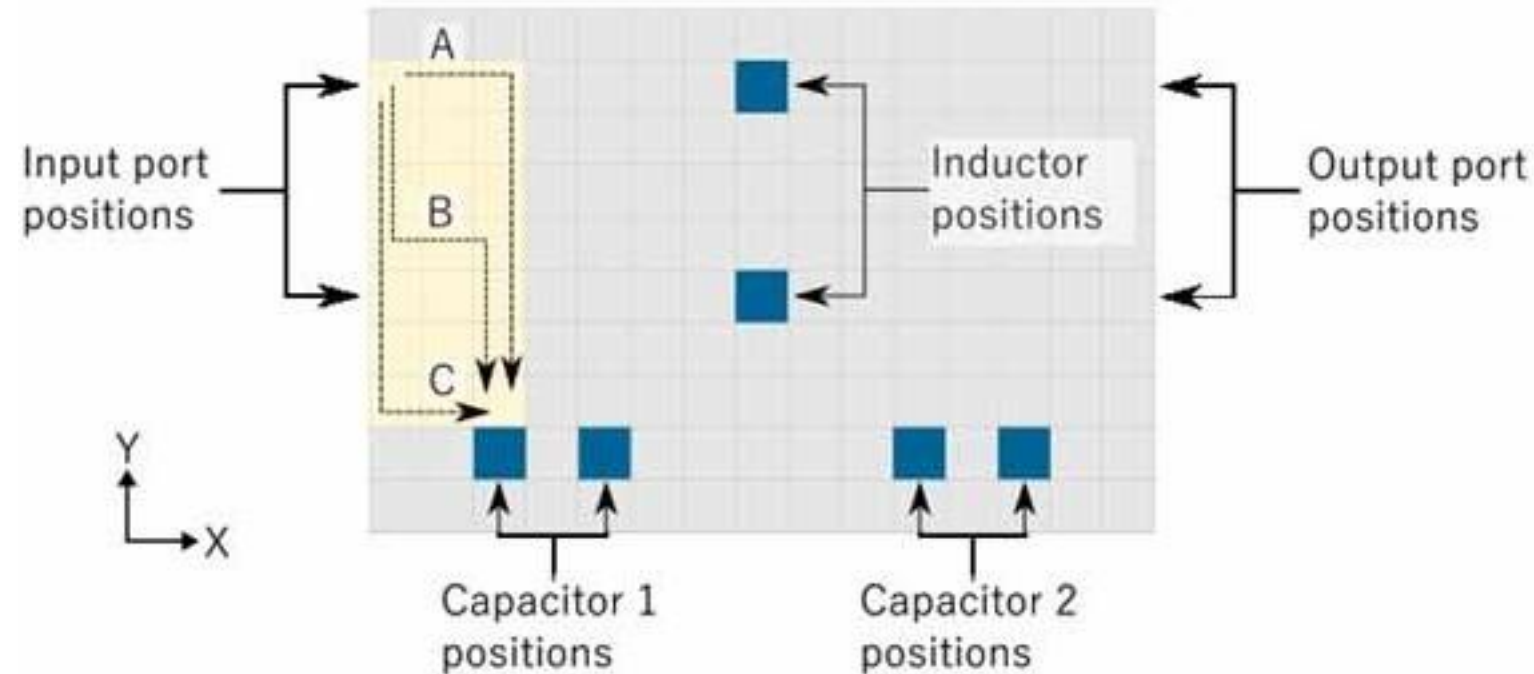 A
Input port
positions
B
C
Inductor
positions
Output port
positions
Y
X
Capacitor 1
positions
Capacitor 2
positions